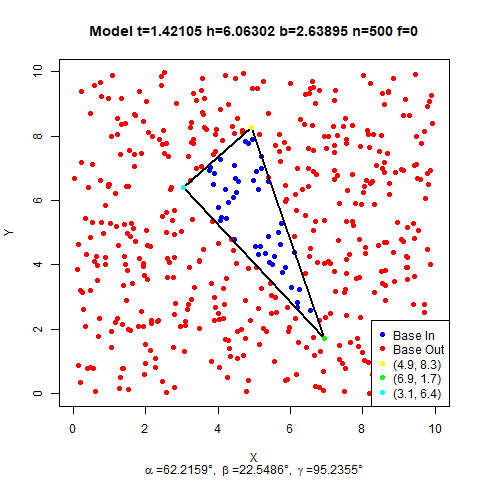 Model t=1.42105 h=6.06302 b=2.63895 n=500 f=0
10
8
6
4
2
0
Y
0 2 4 6 8 10
X
Base In
Base Out
(4.9, 8.3)
(6.9, 1.7)
(3.1, 6.4)
α=62.2159°, β=22.5486°, γ=95.2355°